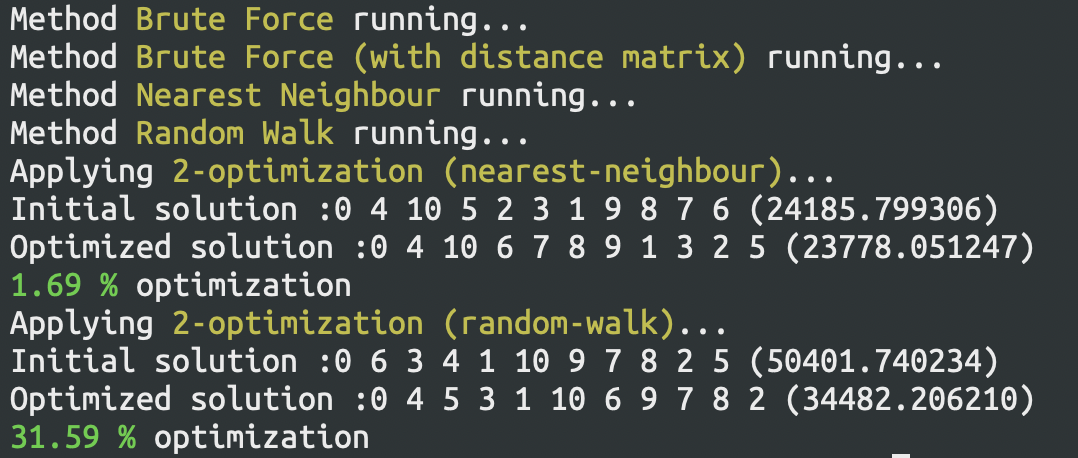 Method Brute Force running...
Method Brute Force (with distance matrix) running...
Method Nearest Neighbour running...
Method Random Walk running...
Applying 2-optimization (nearest-neighbour)...
Initial solution :0 4 10 5 2 3 1 9 8 7 6 (24185.799306)
Optimized solution :0 4 10 6 7 8 9 1 3 2 5 (23778.051247)
1.69 % optimization
Applying 2-optimization (random-walk)...
Initial solution :0 6 3 4 1 10 9 7 8 2 5 (50401.740234)
Optimized solution :0 4 5 3 1 10 6 9 7 8 2 (34482.206210)
31.59 % optimization